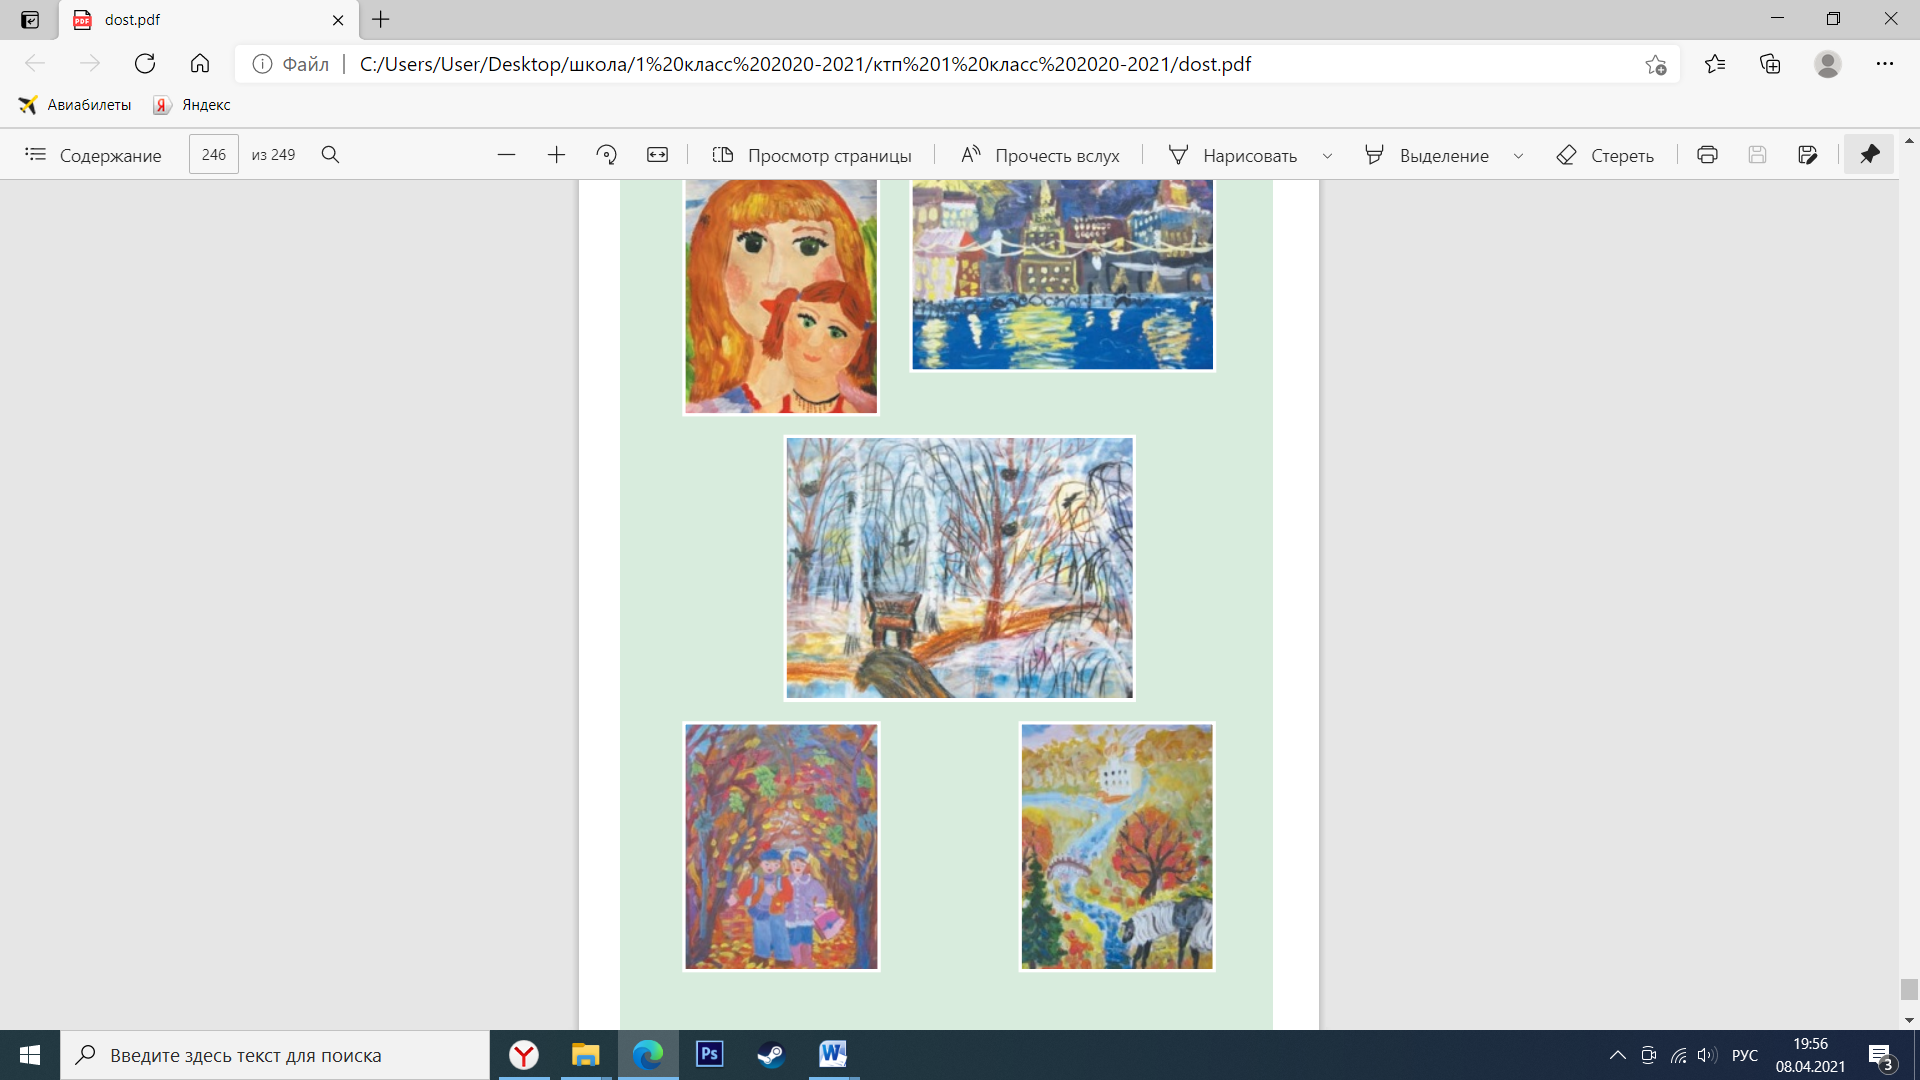 dost.pdf
Файл C:/Users/User/Desktop/школа/1%20класс%202020-2021/ктп%201%20класс%202020-2021/dost.pdf
Авиабилеты Яндекс
Содержание 246 из 249 Просмотр страницы Прочесть вслух Нарисовать Выделение Стереть
Введите здесь текст для поиска
РУС
19:56
08.04.2021
3